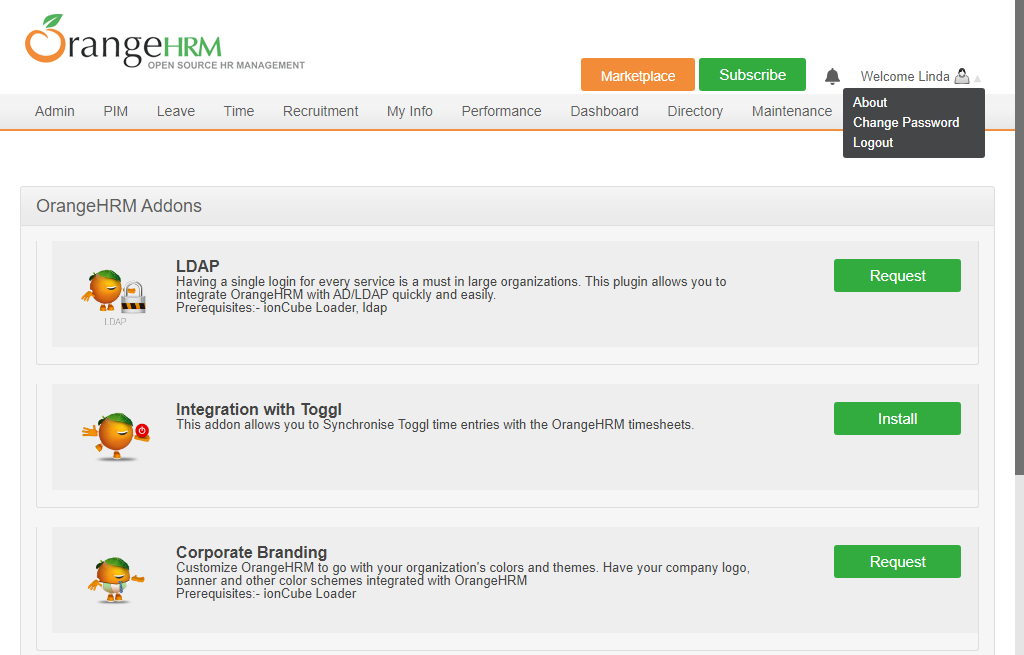 OrangeHRM
OPEN SOURCE HR MANAGEMENT
Marketplace
Subscribe
Welcome Linda
About
Change Password
Logout
Admin PIM Leave Time Recruitment My Info Performance Dashboard Directory Maintenance
OrangeHRM Addons
LDAP
Having a single login for every service is a must in large organizations. This plugin allows you to
integrate OrangeHRM with AD/LDAP quickly and easily.
Prerequisites:- ionCube Loader, ldap
LDAP
Request
Integration with Toggl
This addon allows you to Synchronise Toggl time entries with the OrangeHRM timesheets.
Install
Corporate Branding
Customize OrangeHRM to go with your organization's colors and themes. Have your company logo,
banner and other color schemes integrated with OrangeHRM
Prerequisites:- ionCube Loader
Request